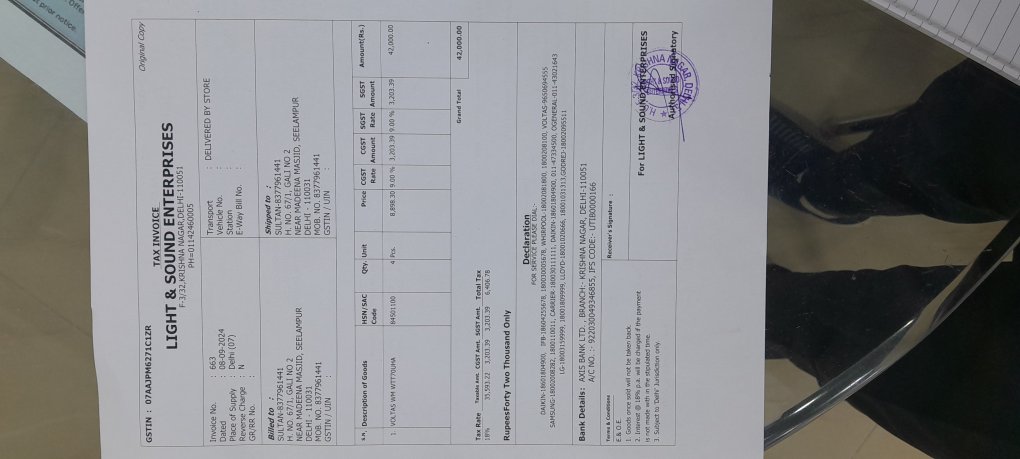 prior notice.
GSTIN : 07AAJPM6271C1ZR
Original Copy
TAX INVOICE
LIGHT & SOUND ENTERPRISES
F-3/32,KRISHNA NAGAR,DELHI-110051
PH=01142460005
Invoice No. : 663
Dated : 08-09-2024
Place of Supply : Delhi (07)
Reverse Charge : N
GR/RR No. :
Transport : DELIVERED BY STORE
Vehicle No. :
Station :
E-Way Bill No. :
Billed to :
SULTAN-8377961441
H. NO. 67/1, GALI NO 2
NEAR MADEENA MASJID, SEELAMPUR
DELHI - 110031
MOB. NO. 8377961441
GSTIN / UIN :
Shipped to :
SULTAN-8377961441
H. NO. 67/1, GALI NO 2
NEAR MADEENA MASJID, SEELAMPUR
DELHI - 110031
MOB. NO. 8377961441
GSTIN / UIN :
S.N. Description of Goods HSN/SAC Code Qty. Unit Price CGST Rate CGST Amount SGST Rate SGST Amount Amount(Rs.)
1. VOLTAS WM WTT70UHA 84501100 4 Pcs. 8,898.30 9.00 % 3,203.39 9.00 % 3,203.39 42,000.00
Grand Total 42,000.00
Tax Rate Taxable Amt. CGST Amt. SGST Amt. Total Tax
18% 35,593.22 3,203.39 3,203.39 6,406.78
RupeesForty Two Thousand Only
Declaration
FOR SERVICE PLEASE DIAL:-
DAIKIN-18601804900, IFB-18604255678, 180030005678, WHIRPOOL-18002081800, 1800208100, VOLTAS-9650694555
SAMSUNG-18002008282, 1800110011, CARRIER-180030111111, DAIKIN-18601804900, 011-47334500, OGENERAL-011-43021643
LG-18003159999, 18001809999, LLOYD-18001020666, 18001031313,GODREJ-18002095511
Bank Details: AXIS BANK LTD. , BRANCH:- KRISHNA NAGAR, DELHI-110051
A/C NO. :- 922030049346855, IFS CODE:- UTIB0000166
Terms & Conditions
E.& O.E.
1. Goods once sold will not be taken back.
2. Interest @ 18% p.a. will be charged if the payment
is not made with in the stipulated time.
3. Subject to 'Delhi' Jurisdiction only.
Receiver's Signature :
For LIGHT & SOUND ENTERPRISES
Authorised Signatory